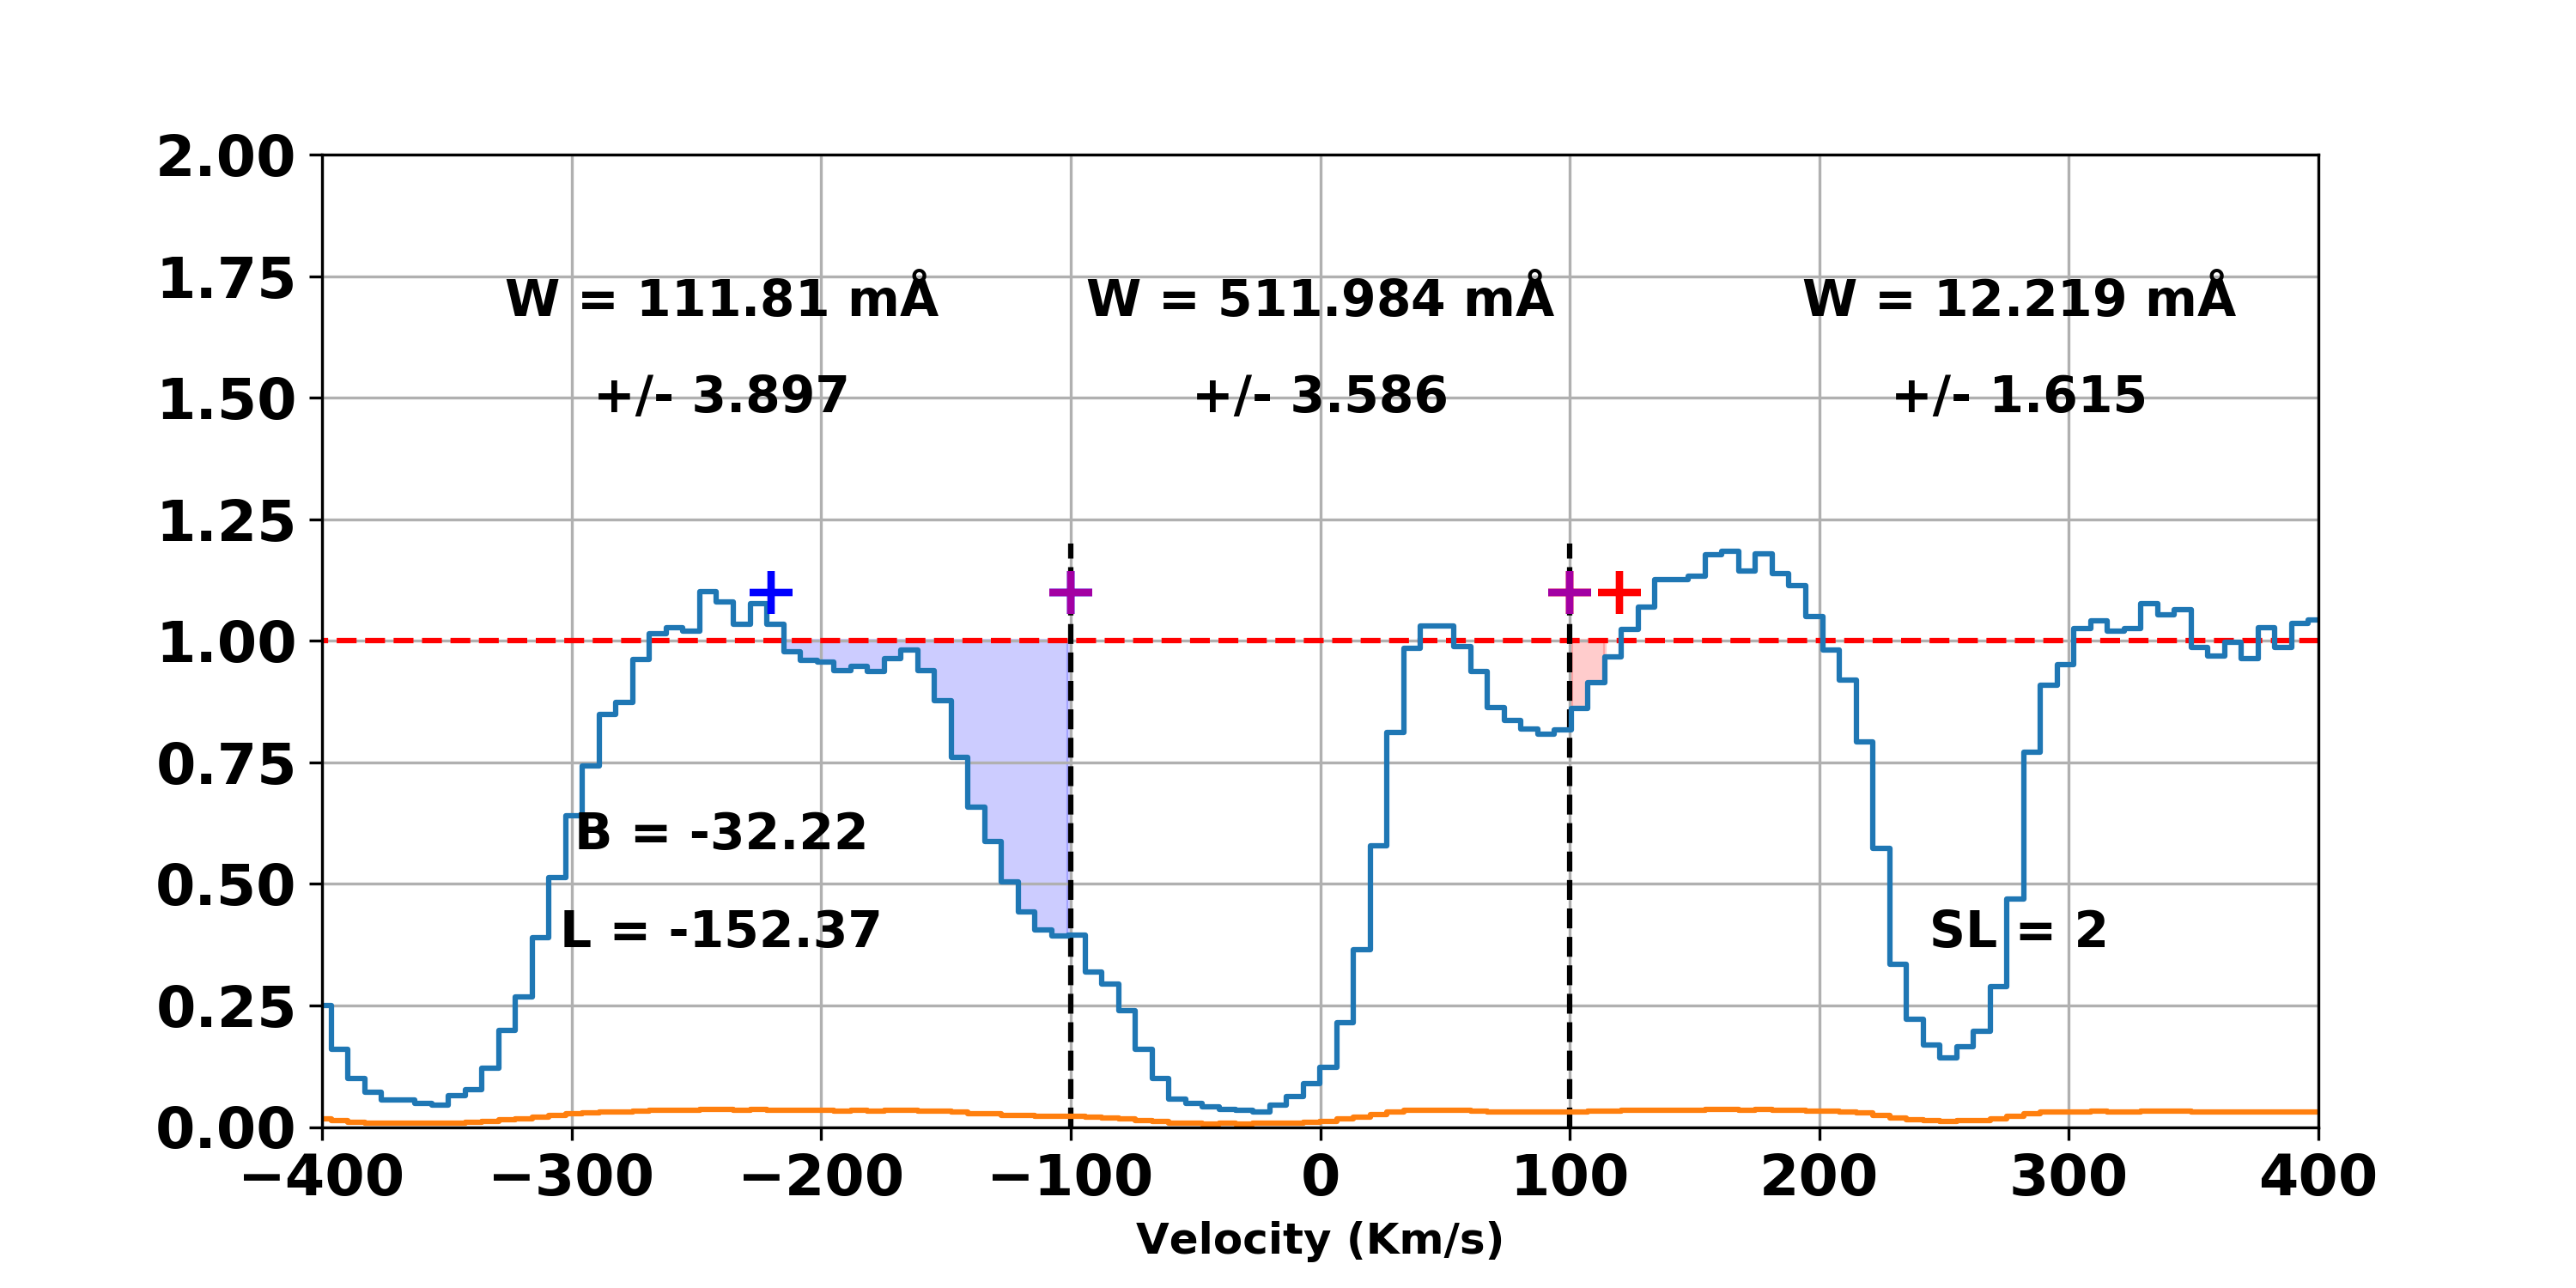 2.00
1.75
1.50
1.25
1.00
0.75
0.50
0.25
0.00
W = 111.81 mÅ
+/- 3.897
W = 511.984 mÅ
+/- 3.586
W = 12.219 mÅ
+/- 1.615
B = -32.22
L = -152.37
SL = 2
−400 −300 −200 −100 0 100 200 300 400
Velocity (Km/s)